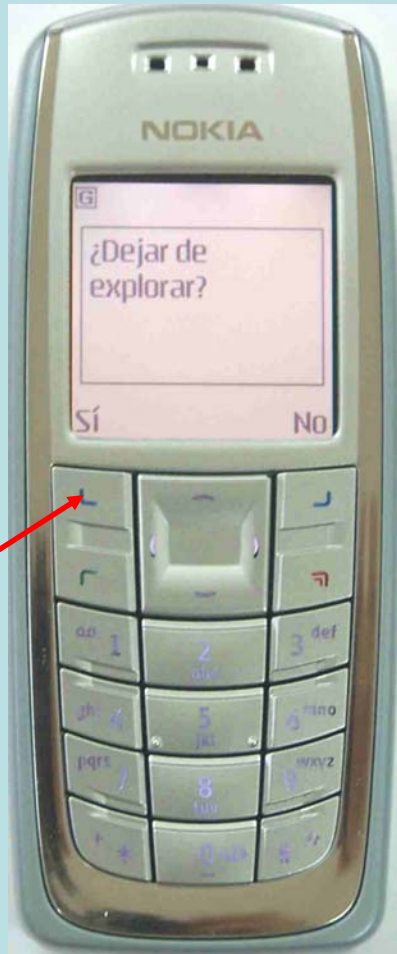 NOKIA
G
¿Dejar de
explorar?
Sí No
1
2 3 def
ghi 4 5 6 mno
jkl
pqrs 7 8 9 wxyz
tuv
* 0 #